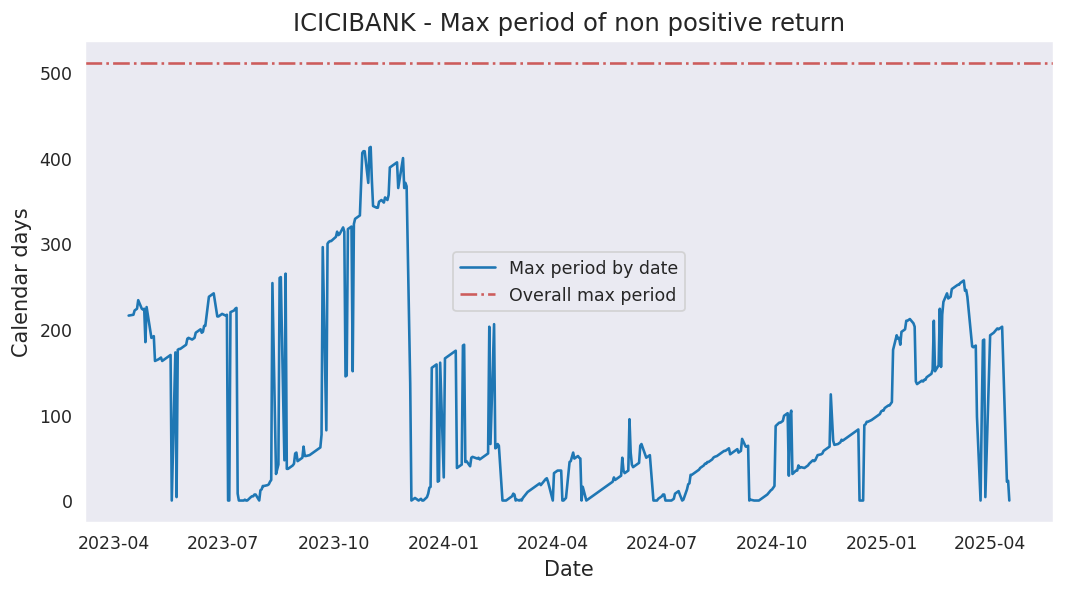 ICICIBANK - Max period of non positive return
Calendar days
500
400
300
200
100
0
Max period by date
Overall max period
2023-04 2023-07 2023-10 2024-01 2024-04 2024-07 2024-10 2025-01 2025-04
Date